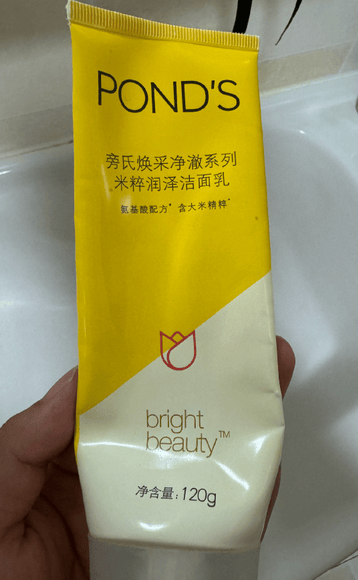 POND'S
旁氏焕采净澈系列
米粹润泽洁面乳
氨基酸配方* 含大米精粹*
bright
beauty™
净含量:120g